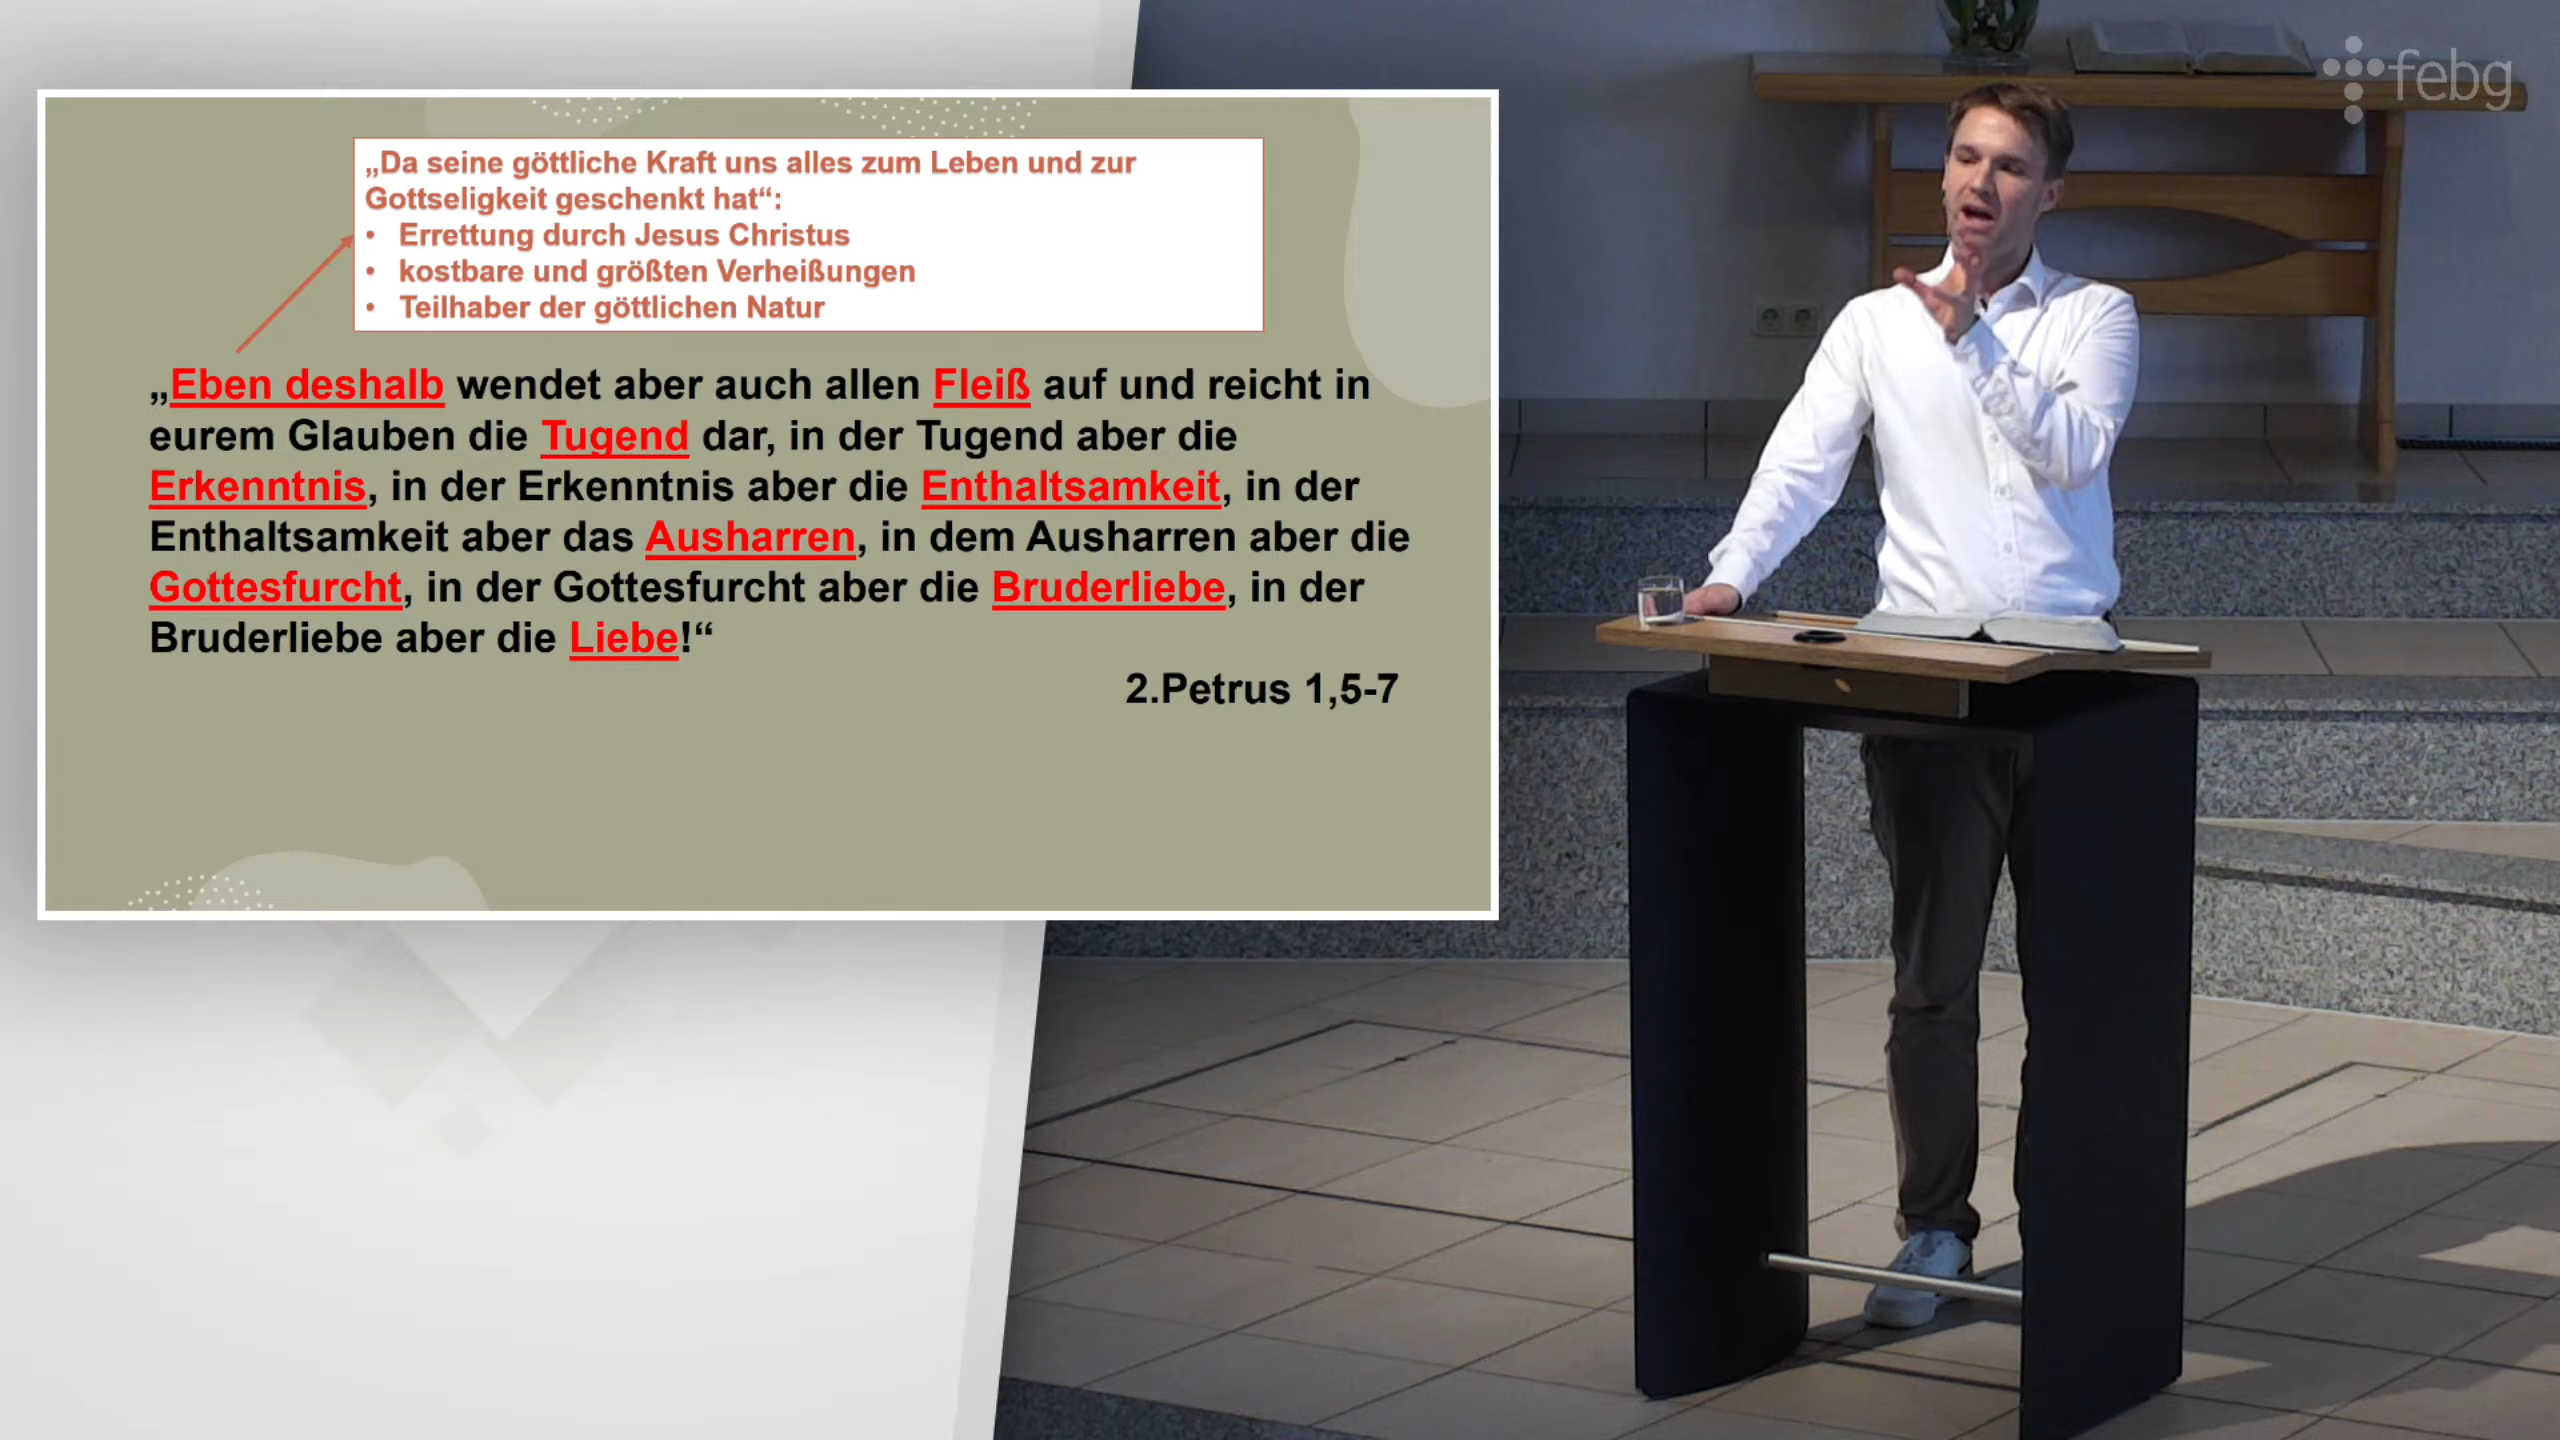 febg
„Da seine göttliche Kraft uns alles zum Leben und zur
Gottseligkeit geschenkt hat“:
• Errettung durch Jesus Christus
• kostbare und größten Verheißungen
• Teilhaber der göttlichen Natur
„Eben deshalb wendet aber auch allen Fleiß auf und reicht in
eurem Glauben die Tugend dar, in der Tugend aber die
Erkenntnis, in der Erkenntnis aber die Enthaltsamkeit, in der
Enthaltsamkeit aber das Ausharren, in dem Ausharren aber die
Gottesfurcht, in der Gottesfurcht aber die Bruderliebe, in der
Bruderliebe aber die Liebe!“
2.Petrus 1,5-7